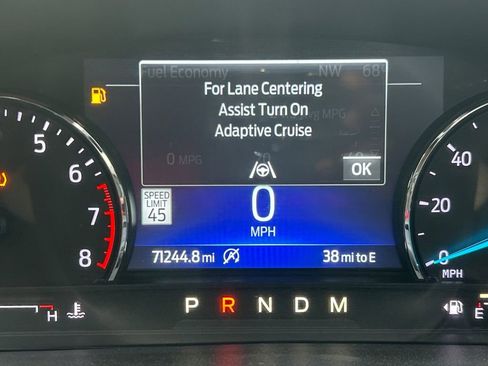 Fuel Economy NW 68°
For Lane Centering
Assist Turn On
Adaptive Cruise
OK
MPG
0 MPG
SPEED
LIMIT
45
0
MPH
71244.8 mi
38 mi to E
P R N D M
6
7
8
H
40
20
0
MPH
E